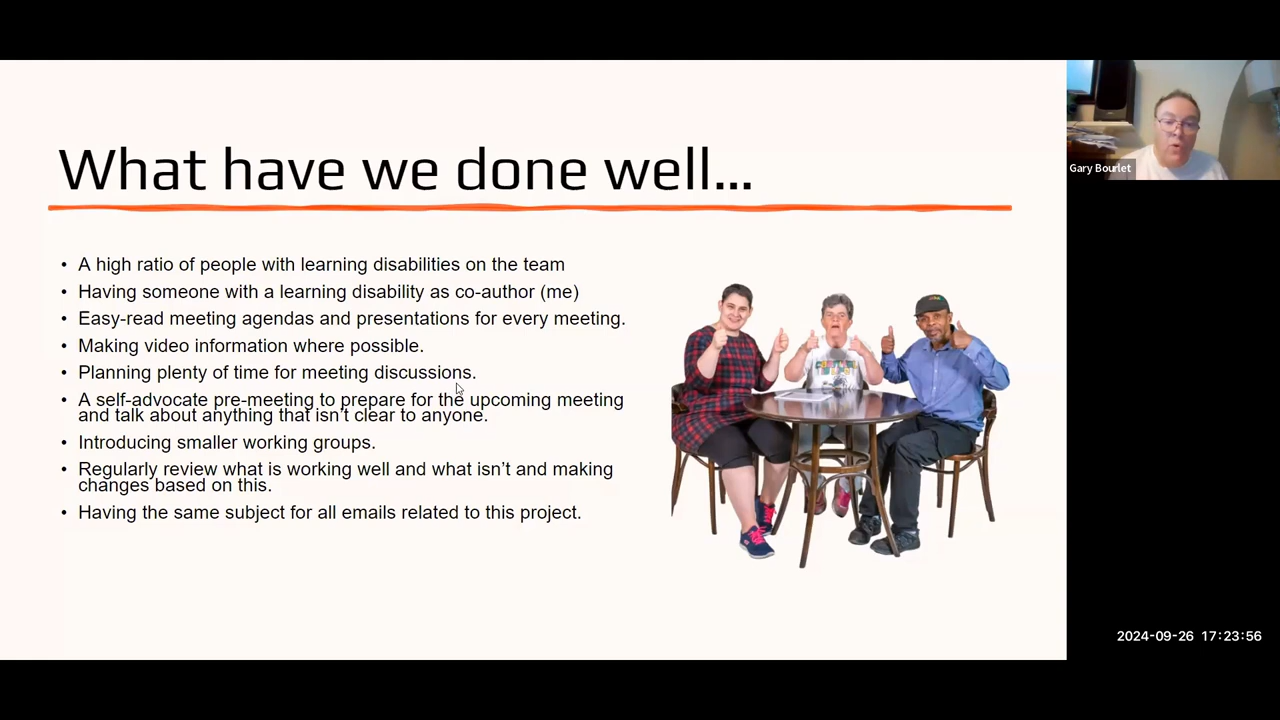 What have we done well...
• A high ratio of people with learning disabilities on the team
• Having someone with a learning disability as co-author (me)
• Easy-read meeting agendas and presentations for every meeting.
• Making video information where possible.
• Planning plenty of time for meeting discussions.
• A self-advocate pre-meeting to prepare for the upcoming meeting
and talk about anything that isn't clear to anyone.
• Introducing smaller working groups.
• Regularly review what is working well and what isn't and making
changes based on this.
• Having the same subject for all emails related to this project.
Gary Bourlet
2024-09-26 17:23:56